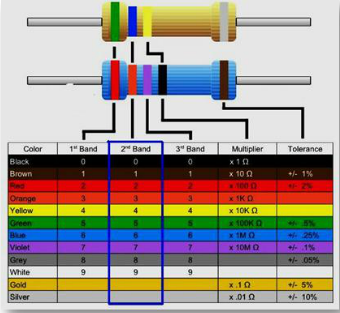 Color 1st Band 2nd Band 3rd Band Multiplier Tolerance
Black 0 0 0 x 1 Ω
Brown 1 1 1 x 10 Ω +/- 1%
Red 2 2 2 x 100 Ω +/- 2%
Orange 3 3 3 x 1K Ω
Yellow 4 4 4 x 10K Ω
Green 5 5 5 x 100K Ω +/- .5%
Blue 6 6 6 x 1M Ω +/- .25%
Violet 7 7 7 x 10M Ω +/- .1%
Grey 8 8 8 +/- .05%
White 9 9 9
Gold x .1 Ω +/- 5%
Silver x .01 Ω +/- 10%